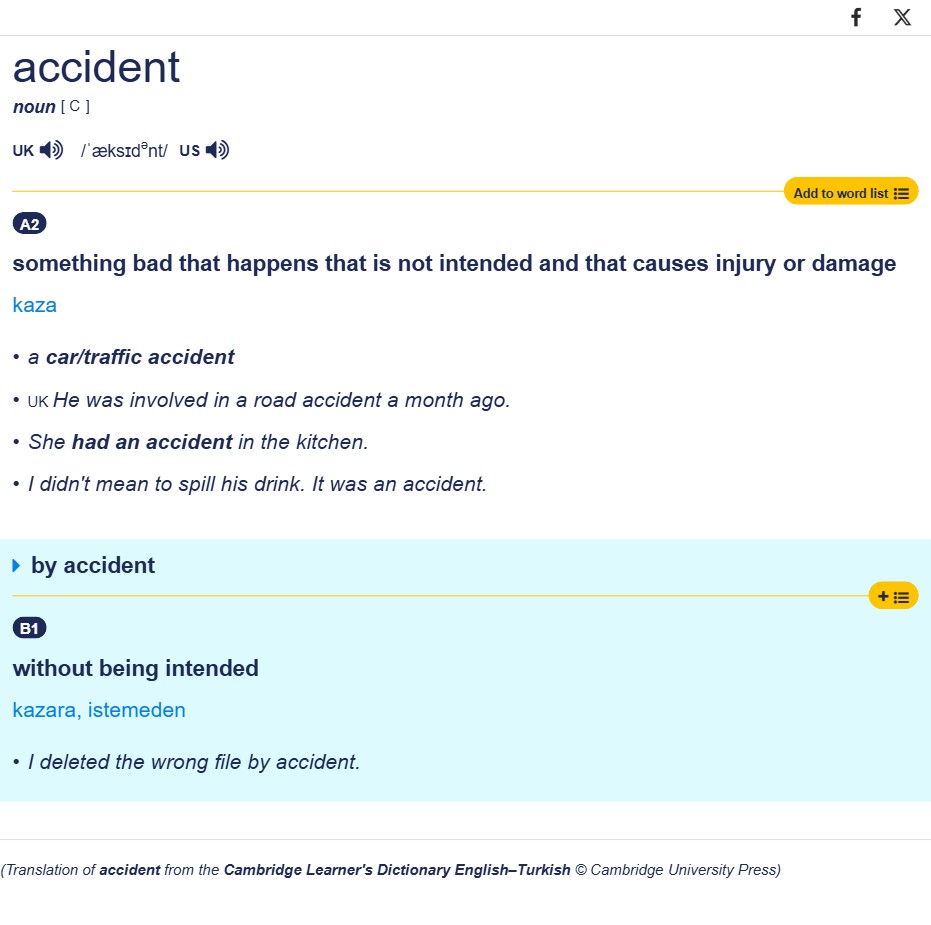 accident
noun [ C ]
UK /ˈæksɪdᵊnt/ US
Add to word list
A2
something bad that happens that is not intended and that causes injury or damage
kaza
• a car/traffic accident
• UK He was involved in a road accident a month ago.
• She had an accident in the kitchen.
• I didn't mean to spill his drink. It was an accident.
by accident
B1
without being intended
kazara, istemeden
• I deleted the wrong file by accident.
(Translation of accident from the Cambridge Learner's Dictionary English–Turkish © Cambridge University Press)